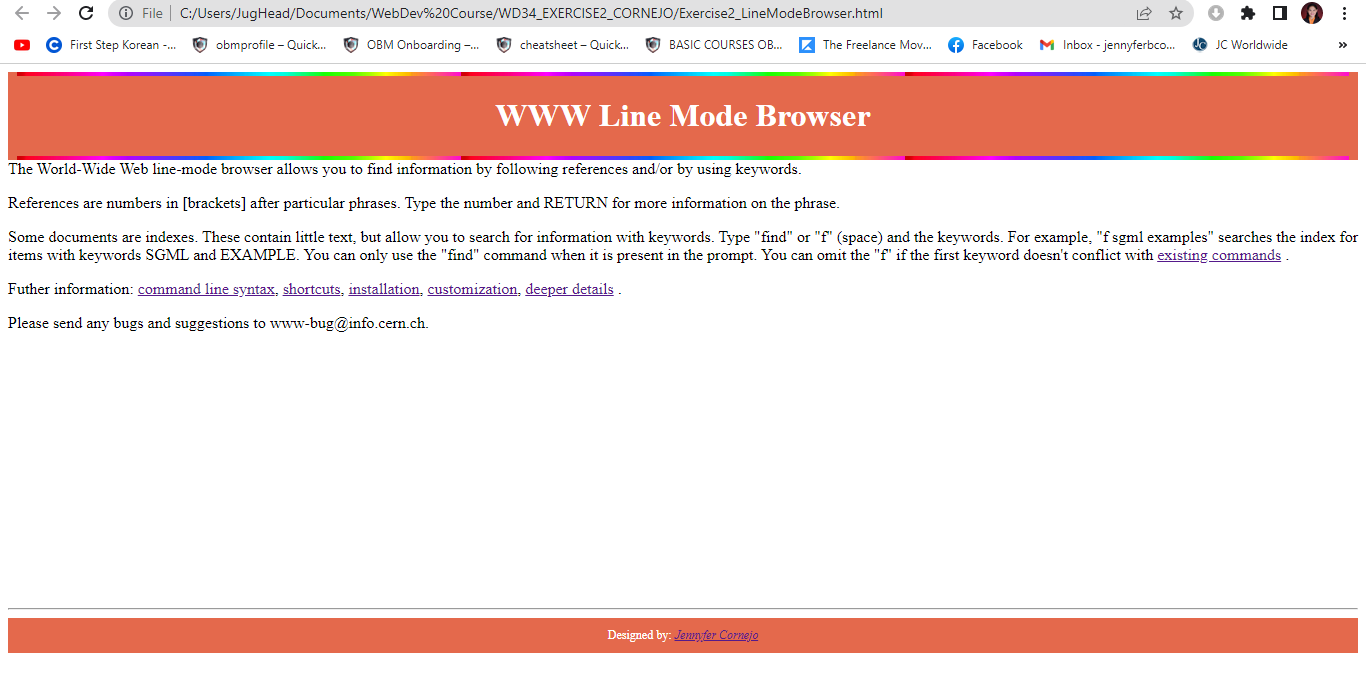 File | C:/Users/JugHead/Documents/WebDev%20Course/WD34_EXERCISE2_CORNEJO/Exercise2_LineModeBrowser.html
First Step Korean -... obmprofile – Quick... OBM Onboarding –... cheatsheet – Quick... BASIC COURSES OB... The Freelance Mov... Facebook Inbox - jennyferbco... JC Worldwide »
WWW Line Mode Browser
The World-Wide Web line-mode browser allows you to find information by following references and/or by using keywords.
References are numbers in [brackets] after particular phrases. Type the number and RETURN for more information on the phrase.
Some documents are indexes. These contain little text, but allow you to search for information with keywords. Type "find" or "f" (space) and the keywords. For example, "f sgml examples" searches the index for
items with keywords SGML and EXAMPLE. You can only use the "find" command when it is present in the prompt. You can omit the "f" if the first keyword doesn't conflict with existing commands .
Futher information: command line syntax, shortcuts, installation, customization, deeper details .
Please send any bugs and suggestions to www-bug@info.cern.ch.
Designed by: Jennyfer Cornejo